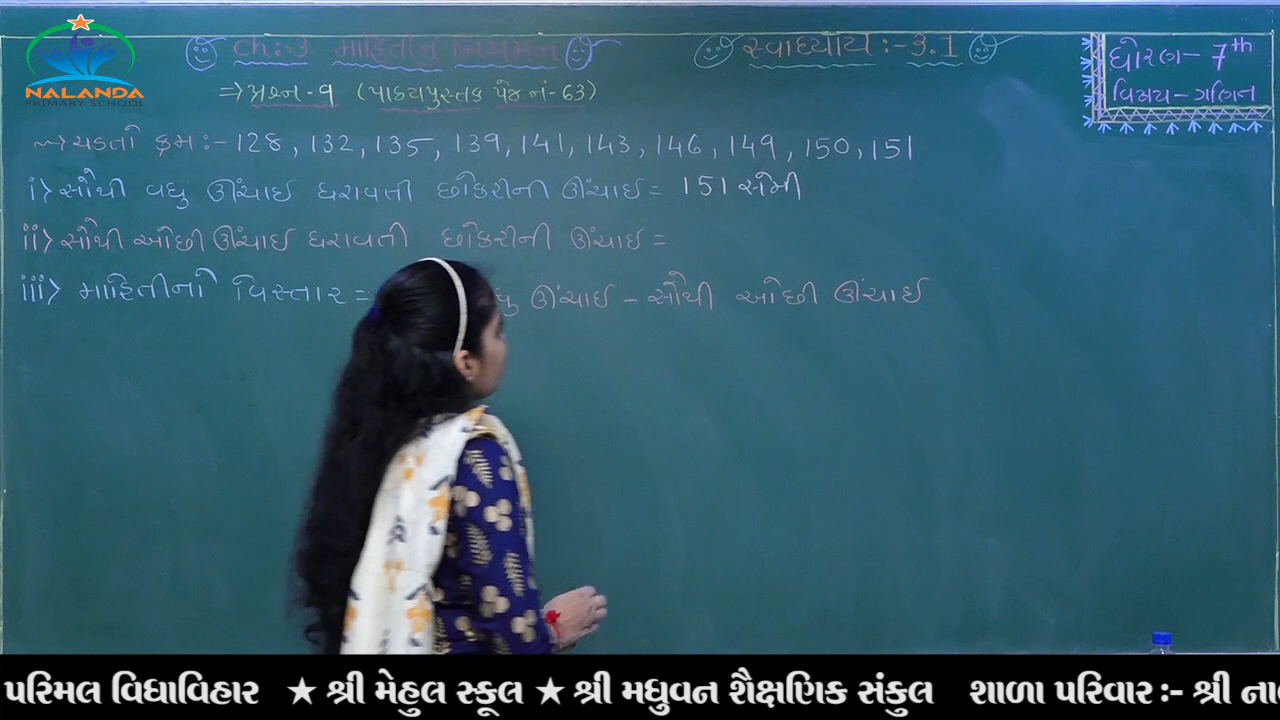 NALANDA
PRIMARY SCHOOL
ch:-3 માહિતીનું નિયમન
સ્વાધ્યાય :- 3.1
ધોરણ - 7th
વિષય - ગણિત
⇒ પ્રશ્ન - ૧ (પાઠ્યપુસ્તક પેજ નં - 63)
ચડતો ક્રમ :- 128, 132, 135, 139, 141, 143, 146, 149, 150, 151
i> સૌથી વધુ ઊંચાઈ ધરાવતી છોકરીની ઊંચાઈ = 151 સેમી
ii> સૌથી ઓછી ઊંચાઈ ધરાવતી છોકરીની ઊંચાઈ =
iii> માહિતીનો વિસ્તાર = ઊંચાઈ - સૌથી ઓછી ઊંચાઈ
પરિમલ વિદ્યાવિહાર ★ શ્રી મેહુલ સ્કૂલ ★ શ્રી મધુવન શૈક્ષણિક સંકુલ શાળા પરિવાર :- શ્રી